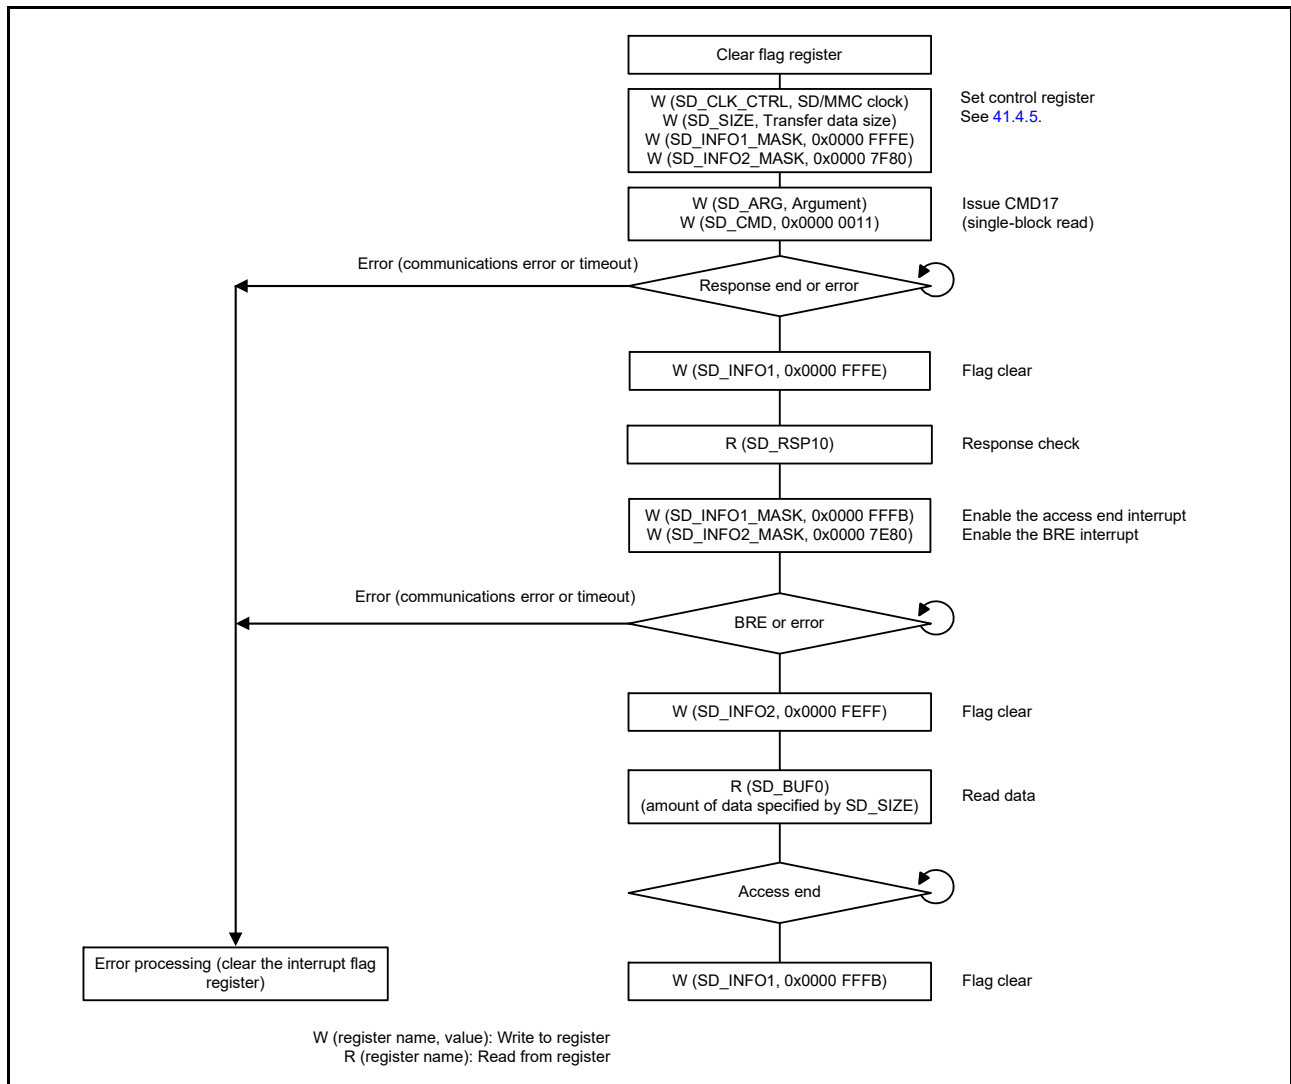 Clear flag register
W (SD_CLK_CTRL, SD/MMC clock)
W (SD_SIZE, Transfer data size)
W (SD_INFO1_MASK, 0x0000 FFFE)
W (SD_INFO2_MASK, 0x0000 7F80)
Set control register
See 41.4.5.
W (SD_ARG, Argument)
W (SD_CMD, 0x0000 0011)
Issue CMD17
(single-block read)
Error (communications error or timeout)
Response end or error
W (SD_INFO1, 0x0000 FFFE)
Flag clear
R (SD_RSP10)
Response check
W (SD_INFO1_MASK, 0x0000 FFFB)
W (SD_INFO2_MASK, 0x0000 7E80)
Enable the access end interrupt
Enable the BRE interrupt
Error (communications error or timeout)
BRE or error
W (SD_INFO2, 0x0000 FEFF)
Flag clear
R (SD_BUF0)
(amount of data specified by SD_SIZE)
Read data
Access end
Error processing (clear the interrupt flag
register)
W (SD_INFO1, 0x0000 FFFB)
Flag clear
W (register name, value): Write to register
R (register name): Read from register